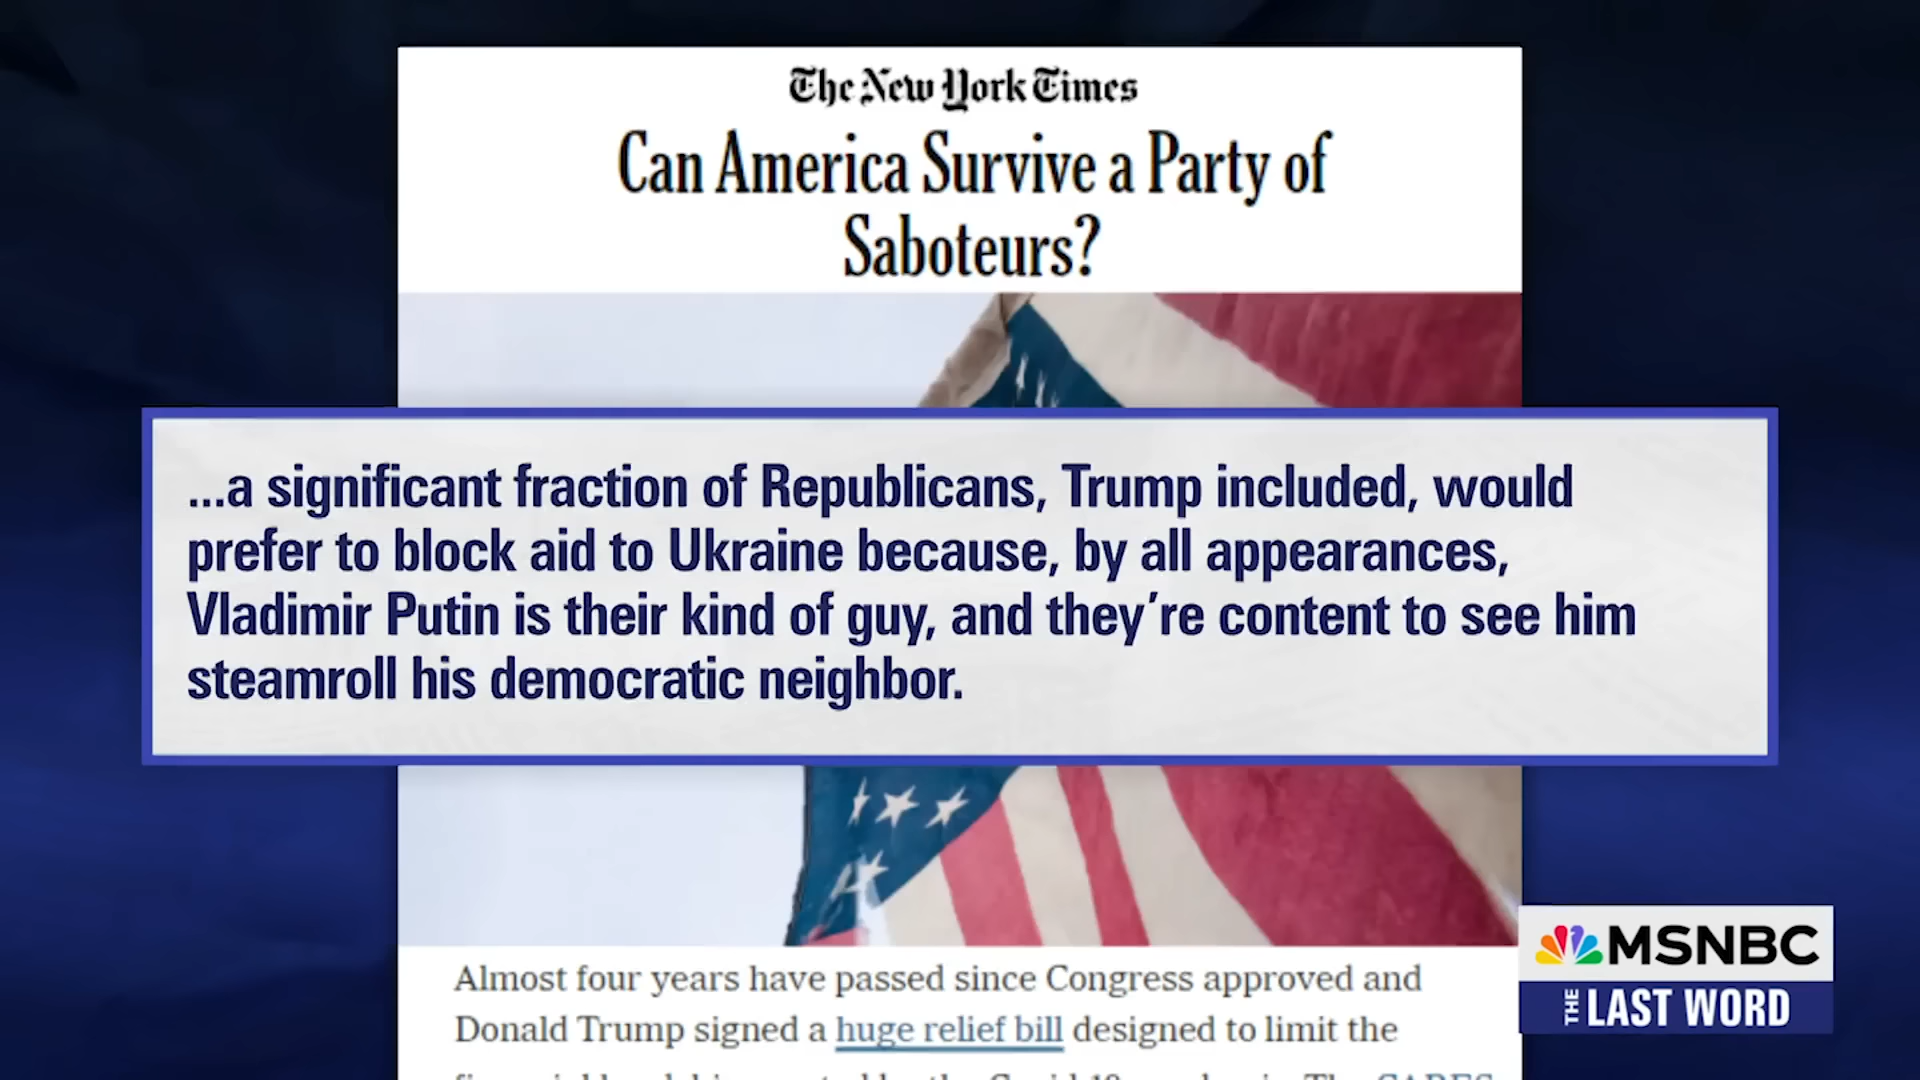 The New York Times
Can America Survive a Party of
Saboteurs?
...a significant fraction of Republicans, Trump included, would
prefer to block aid to Ukraine because, by all appearances,
Vladimir Putin is their kind of guy, and they're content to see him
steamroll his democratic neighbor.
Almost four years have passed since Congress approved and
Donald Trump signed a huge relief bill designed to limit the
MSNBC
THE LAST WORD